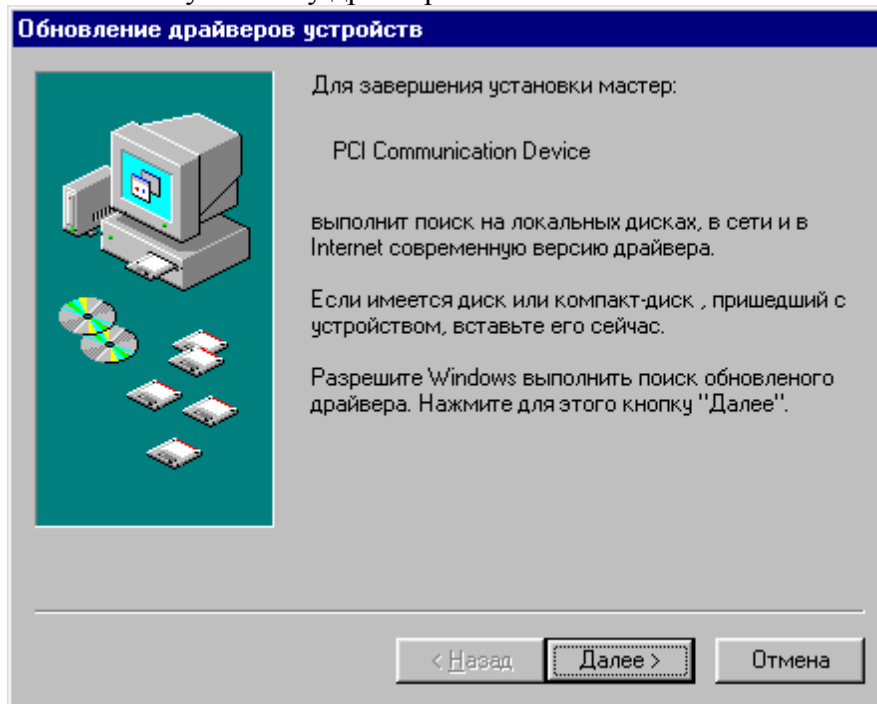 Обновление драйверов устройств
Для завершения установки мастер:
PCI Communication Device
выполнит поиск на локальных дисках, в сети и в
Internet современную версию драйвера.
Если имеется диск или компакт-диск , пришедший с
устройством, вставьте его сейчас.
Разрешите Windows выполнить поиск обновленого
драйвера. Нажмите для этого кнопку "Далее".
< Назад Далее > Отмена